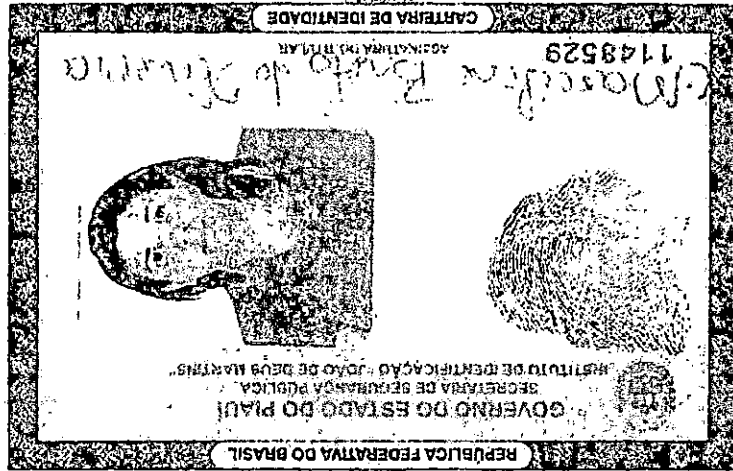 REPÚBLICA FEDERATIVA DO BRASIL
GOVERNO DO ESTADO DO PIAUÍ
SECRETARIA DE SEGURANÇA PÚBLICA
INSTITUTO DE IDENTIFICAÇÃO "JOÃO DE DEUS MARTINS"
1148529
ASSINATURA DO TITULAR
CARTEIRA DE IDENTIDADE